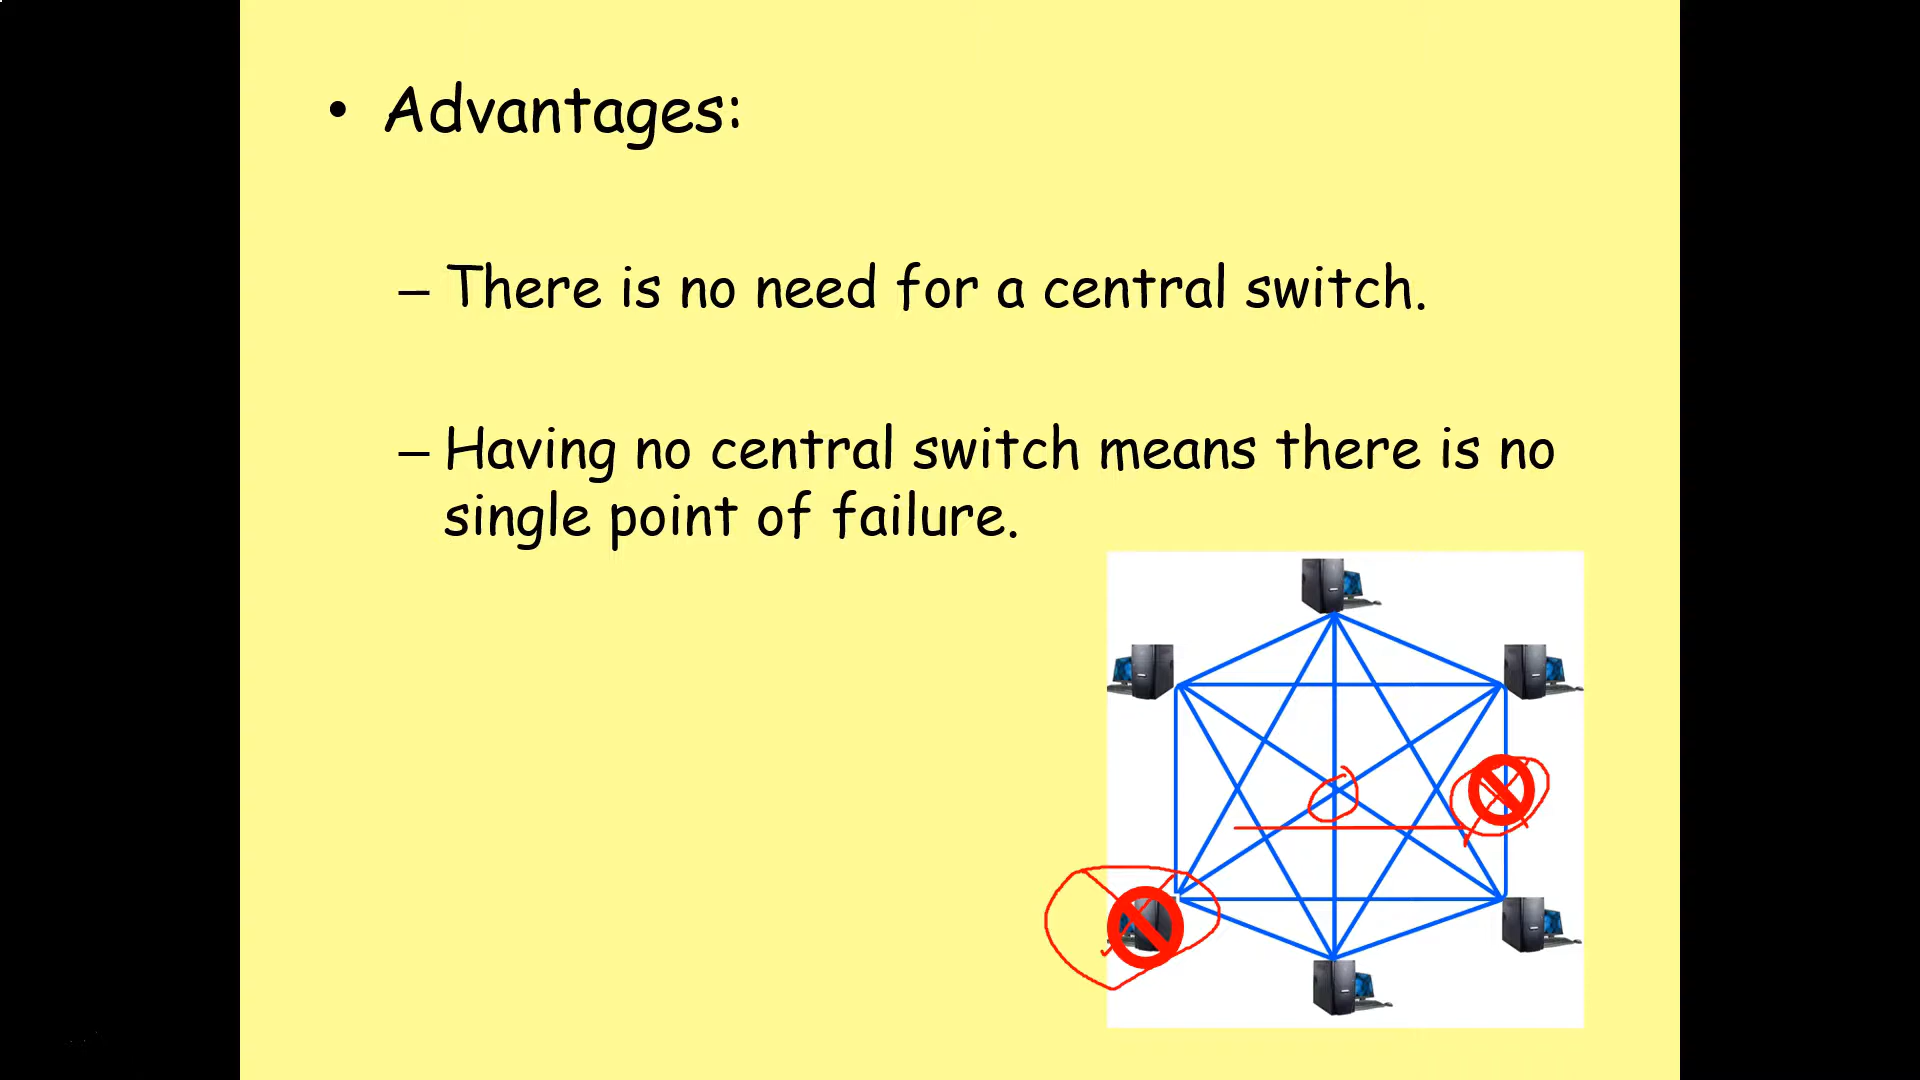 • Advantages:
– There is no need for a central switch.
– Having no central switch means there is no
single point of failure.